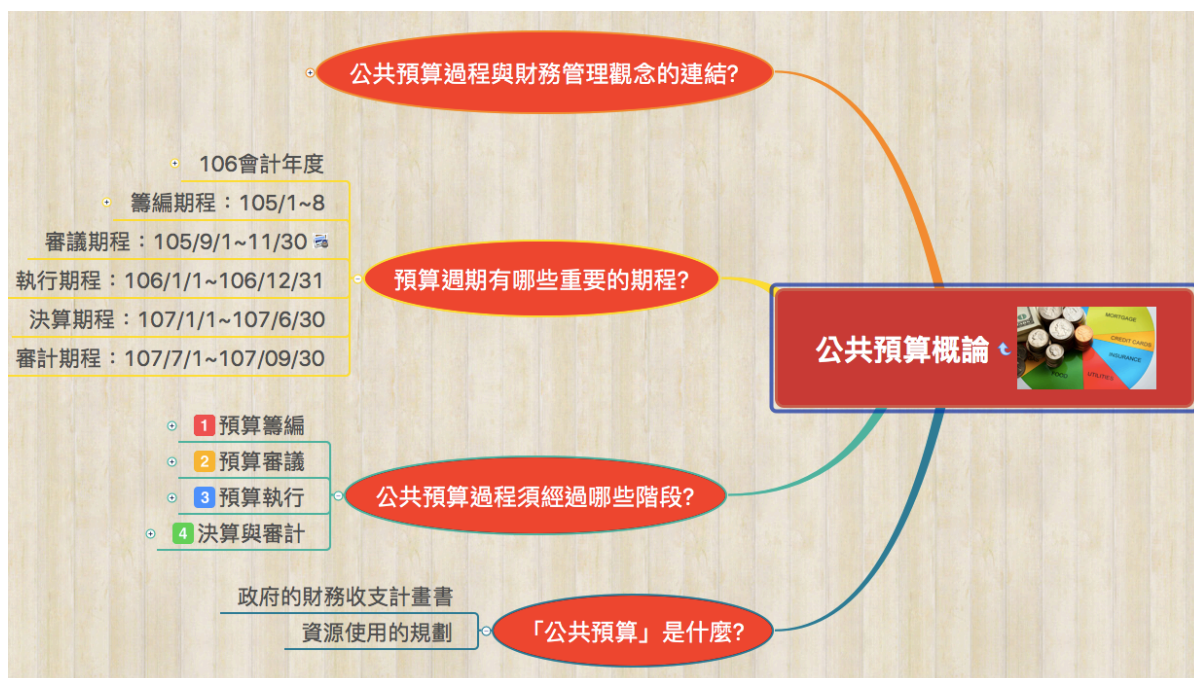 公共預算過程與財務管理觀念的連結?
106會計年度
籌編期程：105/1~8
審議期程：105/9/1~11/30
執行期程：106/1/1~106/12/31
決算期程：107/1/1~107/6/30
審計期程：107/7/1~107/09/30
預算週期有哪些重要的期程?
公共預算概論
MORTGAGE
CREDIT CARDS
INSURANCE
UTILITIES
FOOD
1 預算籌編
2 預算審議
3 預算執行
4 決算與審計
公共預算過程須經過哪些階段?
政府的財務收支計畫書
資源使用的規劃
「公共預算」是什麼?